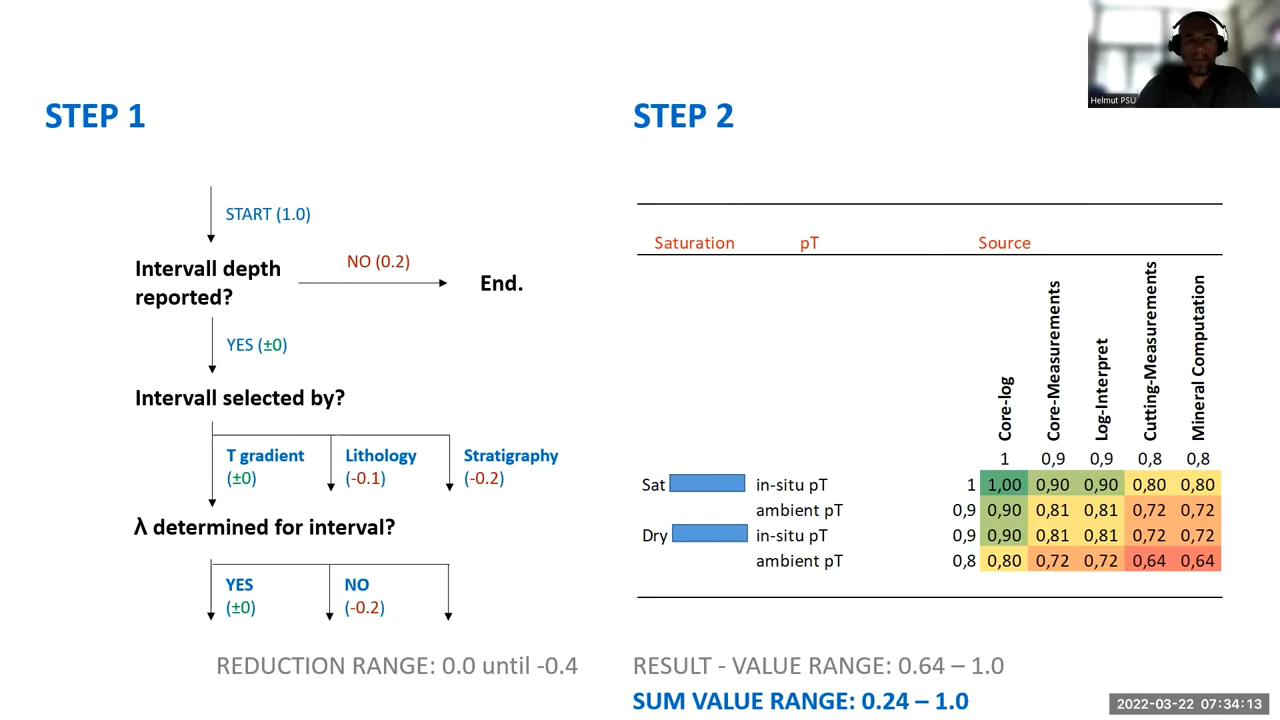 Helmut PSU
STEP 1
START (1.0)
Intervall depth
reported?
NO (0.2)
End.
YES (±0)
Intervall selected by?
T gradient
(±0)
Lithology
(-0.1)
Stratigraphy
(-0.2)
λ determined for interval?
YES
(±0)
NO
(-0.2)
REDUCTION RANGE: 0.0 until -0.4
STEP 2
Saturation pT Source
Core-log
Core-Measurements
Log-Interpret
Cutting-Measurements
Mineral Computation
1 0,9 0,9 0,8 0,8
Sat in-situ pT 1 1,00 0,90 0,90 0,80 0,80
ambient pT 0,9 0,90 0,81 0,81 0,72 0,72
Dry in-situ pT 0,9 0,90 0,81 0,81 0,72 0,72
ambient pT 0,8 0,80 0,72 0,72 0,64 0,64
RESULT - VALUE RANGE: 0.64 – 1.0
SUM VALUE RANGE: 0.24 – 1.0
2022-03-22 07:34:13